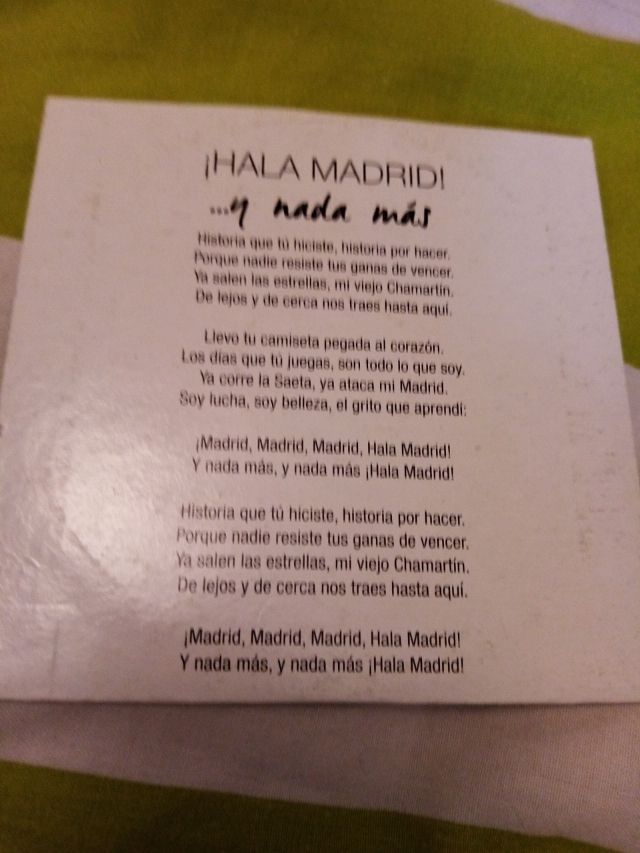 ¡HALA MADRID!
...y nada más
Historia que tú hiciste, historia por hacer.
Porque nadie resiste tus ganas de vencer.
Ya salen las estrellas, mi viejo Chamartín.
De lejos y de cerca nos traes hasta aquí.
Llevo tu camiseta pegada al corazón.
Los días que tú juegas, son todo lo que soy.
Ya corre la Saeta, ya ataca mi Madrid.
Soy lucha, soy belleza, el grito que aprendí:
¡Madrid, Madrid, Madrid, Hala Madrid!
Y nada más, y nada más ¡Hala Madrid!
Historia que tú hiciste, historia por hacer.
Porque nadie resiste tus ganas de vencer.
Ya salen las estrellas, mi viejo Chamartín.
De lejos y de cerca nos traes hasta aquí.
¡Madrid, Madrid, Madrid, Hala Madrid!
Y nada más, y nada más ¡Hala Madrid!